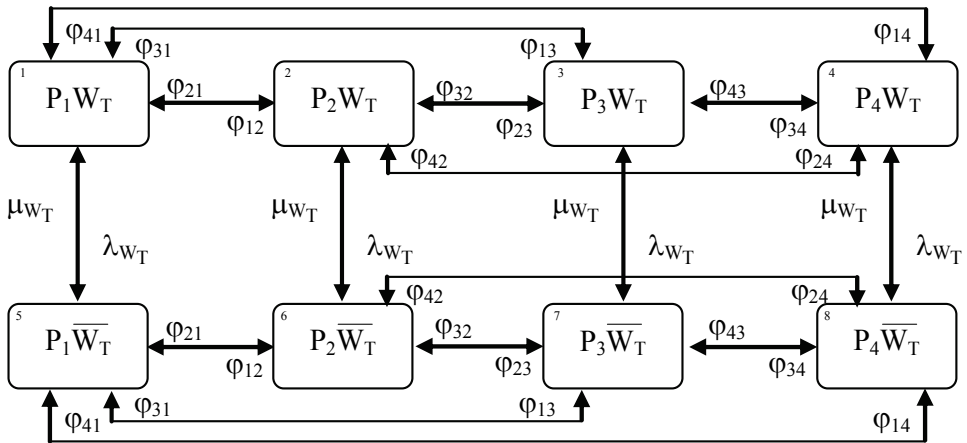 φ41 φ31 φ13 φ14
1 2 3 4
P1WT φ21 P2WT φ32 P3WT φ43 P4WT
φ12 φ23 φ34
φ42 φ24
μWT μWT μWT μWT
λWT λWT λWT λWT
φ42 φ24
5 6 7 8
P1W̅T̅ φ21 P2W̅T̅ φ32 P3W̅T̅ φ43 P4W̅T̅
φ12 φ23 φ34
φ41 φ31 φ13 φ14